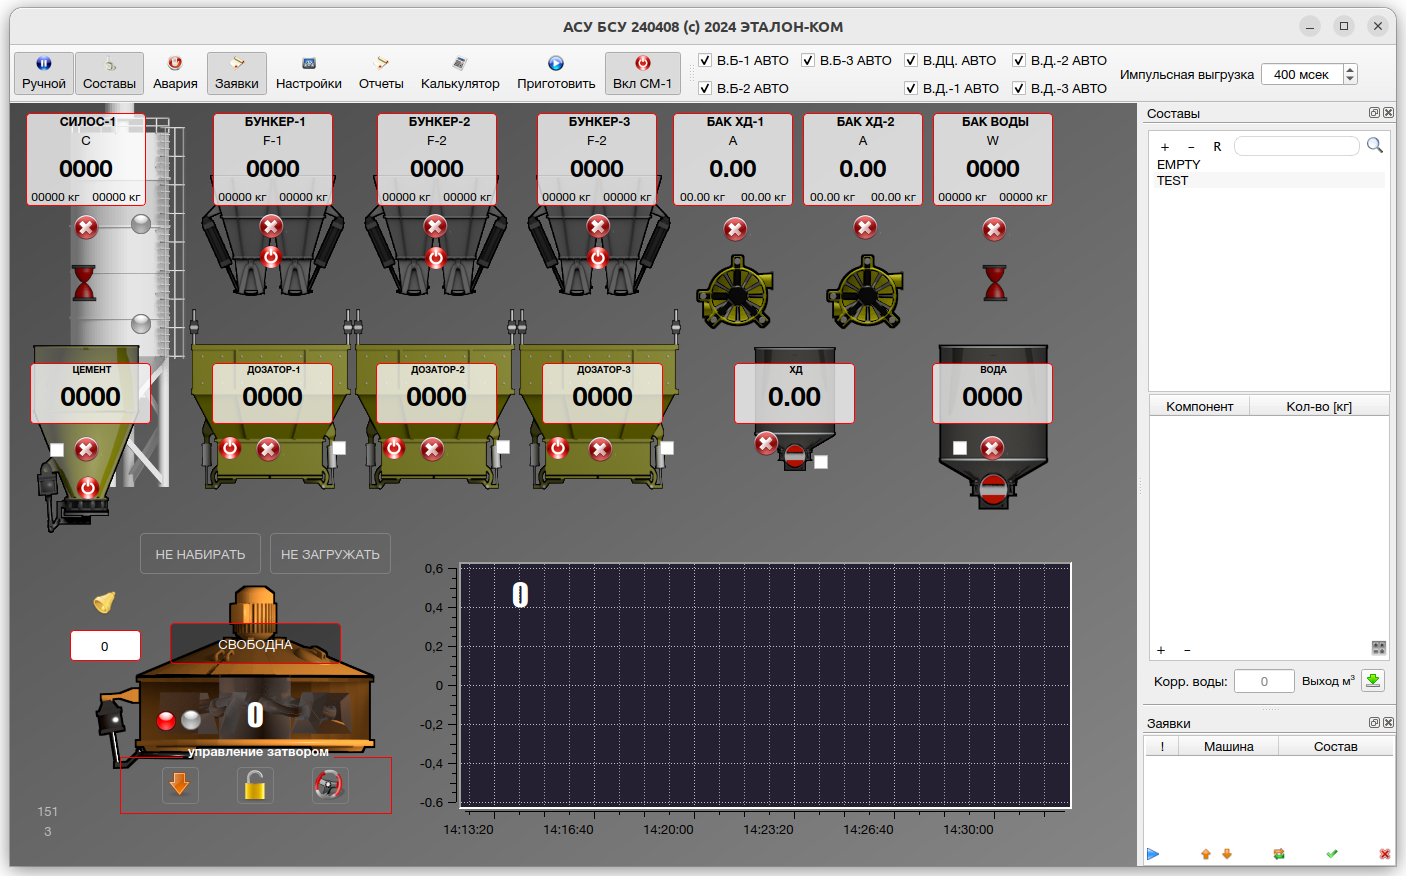 АСУ БСУ 240408 (c) 2024 ЭТАЛОН-КОМ
Ручной
Составы
Авария
Заявки
Настройки
Отчеты
Калькулятор
Приготовить
Вкл СМ-1
В.Б-1 АВТО
В.Б-3 АВТО
В.ДЦ. АВТО
В.Д.-2 АВТО
В.Б-2 АВТО
В.Д.-1 АВТО
В.Д.-3 АВТО
Импульсная выгрузка
400 мсек
СИЛОС-1
C
0000
00000 кг 00000 кг
БУНКЕР-1
F-1
0000
00000 кг 00000 кг
БУНКЕР-2
F-2
0000
00000 кг 00000 кг
БУНКЕР-3
F-2
0000
00000 кг 00000 кг
БАК ХД-1
A
0.00
00.00 кг 00.00 кг
БАК ХД-2
A
0.00
00.00 кг 00.00 кг
БАК ВОДЫ
W
0000
00000 кг 00000 кг
ЦЕМЕНТ
0000
ДОЗАТОР-1
0000
ДОЗАТОР-2
0000
ДОЗАТОР-3
0000
ХД
0.00
ВОДА
0000
НЕ НАБИРАТЬ
НЕ ЗАГРУЖАТЬ
0
СВОБОДНА
0
управление затвором
151
3
0
0,6
0,4
0,2
0
-0,2
-0,4
-0.6
14:13:20
14:16:40
14:20:00
14:23:20
14:26:40
14:30:00
Составы
+ - R
EMPTY
TEST
Компонент
Кол-во [кг]
+ -
Корр. воды:
0
Выход м³
Заявки
!
Машина
Состав